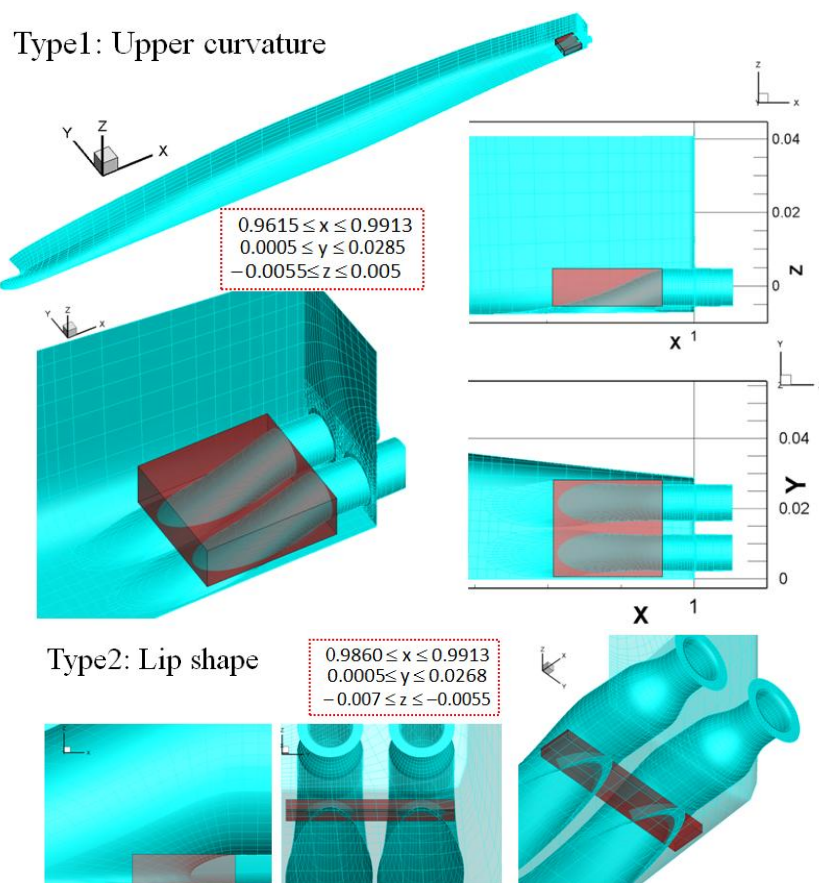 Type1: Upper curvature
Z
Y
X
0.9615 ≤ x ≤ 0.9913
0.0005 ≤ y ≤ 0.0285
−0.0055≤ z ≤ 0.005
Z
X
0.04
0.02
0
Z
X 1
Y Z X
Y
0.04
0.02
0
Y
X 1
Type2: Lip shape
0.9860 ≤ x ≤ 0.9913
0.0005≤ y ≤ 0.0268
−0.007 ≤ z ≤ −0.0055
Z X
Z
Z X Y